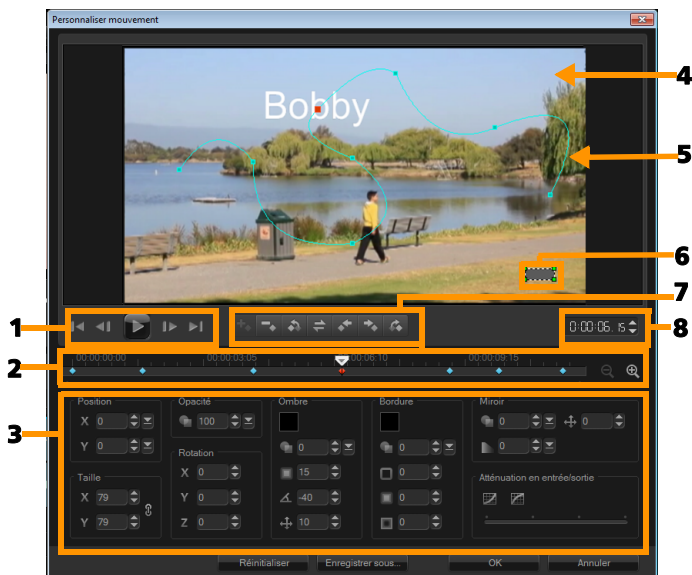 Personnaliser mouvement
4
Bobby
5
6
7
1
0:00:06. 15
8
2
00:00:00:00 00:00:03:05 00:00:06:10 00:00:09:15
3
Position
X 0
Y 0
Opacité
100
Ombre
0
15
-40
10
Bordure
0
0
0
0
Miroir
0
0
0
Taille
X 79
Y 79
Rotation
X 0
Y 0
Z 0
Atténuation en entrée/sortie
Réinitialiser
Enregistrer sous...
OK
Annuler